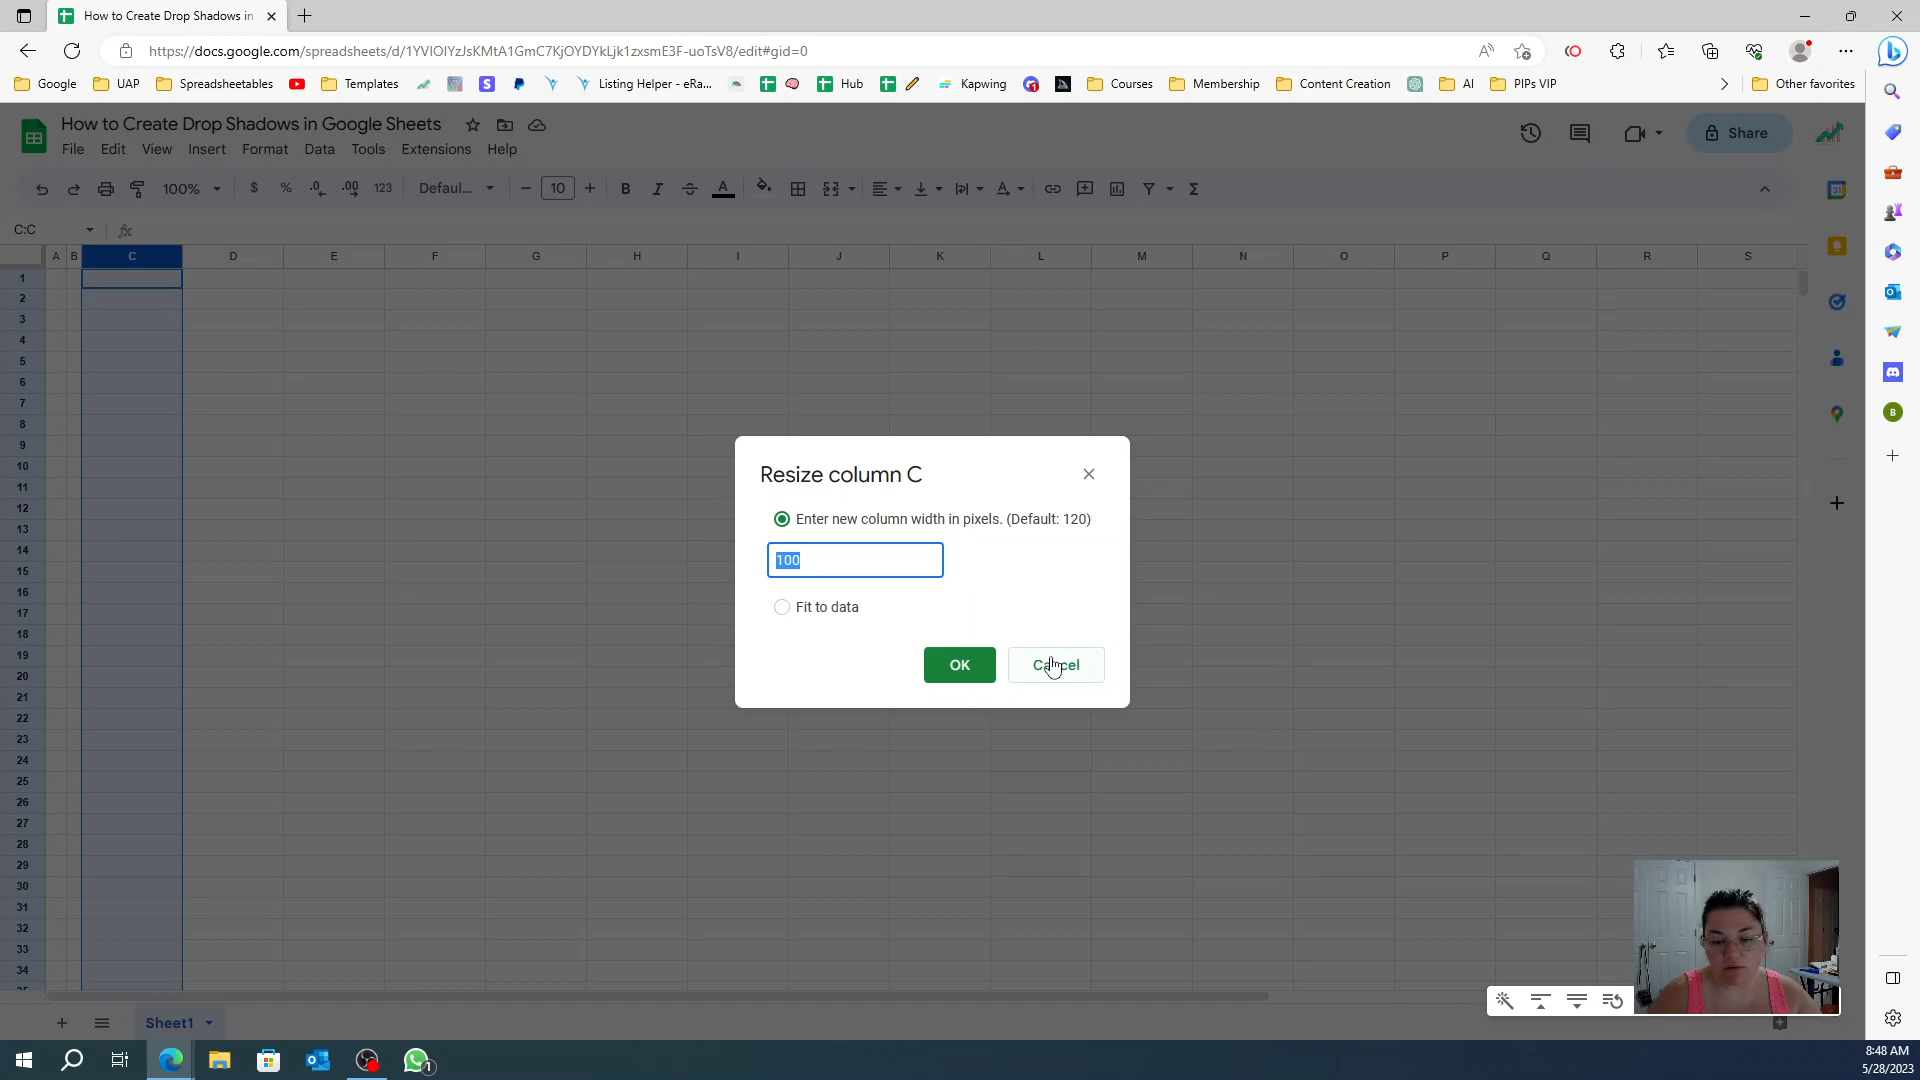 How to Create Drop Shadows in
https://docs.google.com/spreadsheets/d/1YVIOIYzJsKMtA1GmC7KjOYDYkLjk1zxsmE3F-uoTsV8/edit#gid=0
Google UAP Spreadsheetables Templates Listing Helper - eRa... Hub Kapwing Courses Membership Content Creation AI PIPs VIP Other favorites
How to Create Drop Shadows in Google Sheets
Share
File Edit View Insert Format Data Tools Extensions Help
100% $ % .0 .00 123 Defaul... 10 B I A Σ
C:C fx
A B C D E F G H I J K L M N O P Q R S
1
2
3
4
5
6
7
8
9
10
11
12
13
14
15
16
17
18
19
20
21
22
23
24
25
26
27
28
29
30
31
32
33
34
Resize column C
Enter new column width in pixels. (Default: 120)
100
Fit to data
OK
Sheet1
8:48 AM
5/28/2023